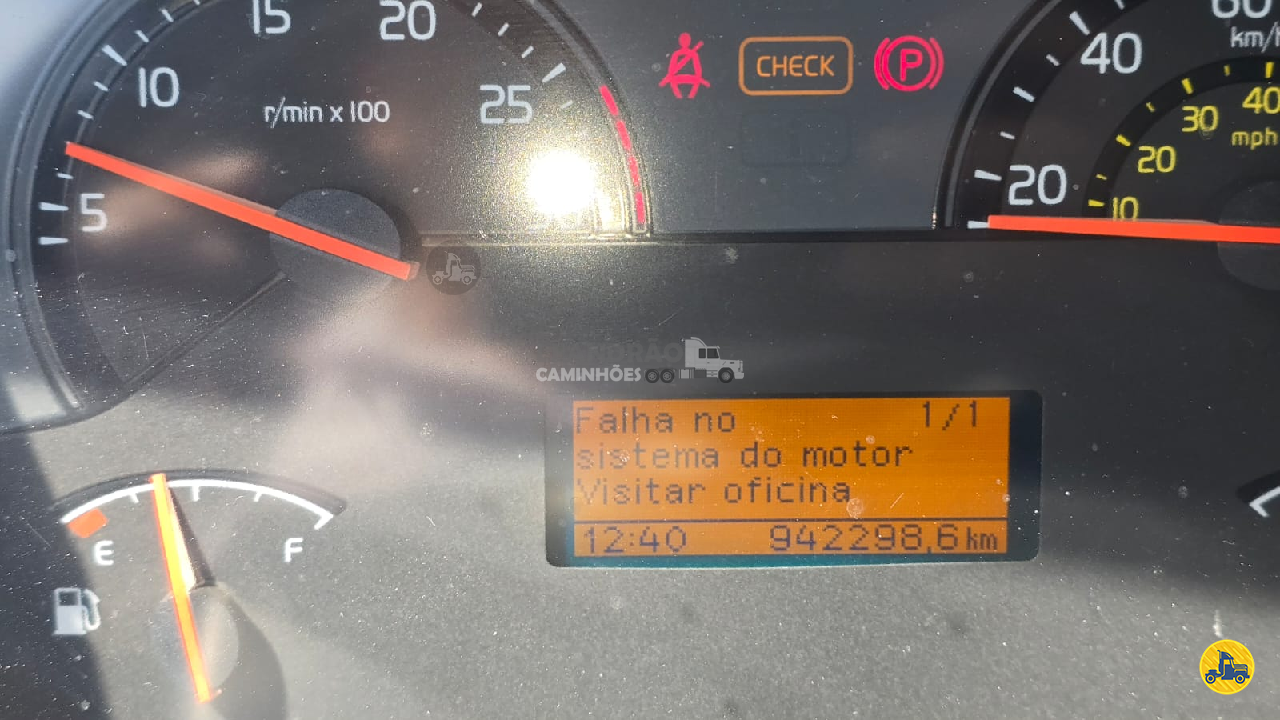 15
20
10
25
r/min x 100
5
CHECK
P
60
km/h
40
20
40
30
mph
20
10
CAMINHÕES
Falha no 1/1
sistema do motor
Visitar oficina
12:40 942298,6 km
E
F